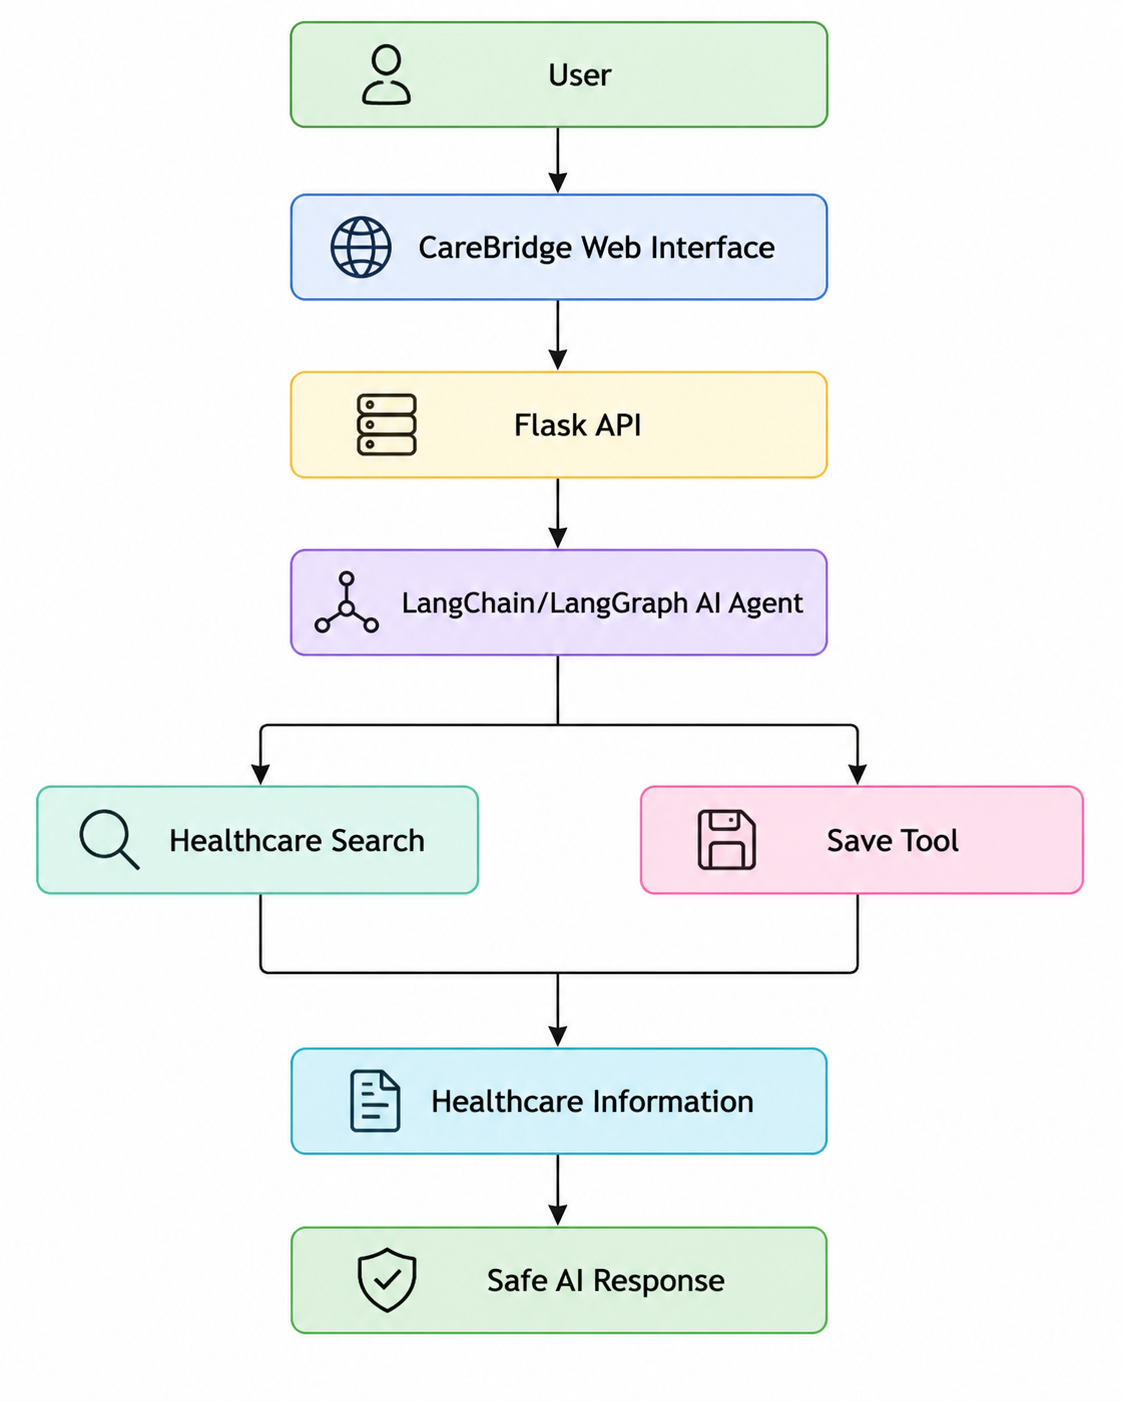 User
CareBridge Web Interface
Flask API
LangChain/LangGraph AI Agent
Healthcare Search
Save Tool
Healthcare Information
Safe AI Response